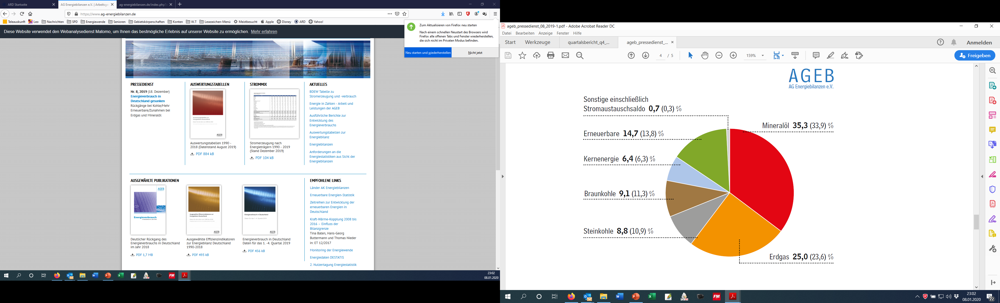 ARD Startseite
AG Energiebilanzen e.V. | Arbeitsge
ag-energiebilanzen.de/index.php?
https://www.ag-energiebilanzen.de
Teleauskunft Leo Nachrichten SPD Energiewende Senioren Gebietskörperschaften Konten W.T Lesezeichen-Menü Meistbesucht Apple Disney ARD Yahoo!
Diese Website verwendet den Webanalysedienst Matomo, um Ihnen das bestmögliche Erlebnis auf unserer Website zu ermöglichen. Mehr erfahren
Zum Aktualisieren von Firefox neu starten
Nach einem schnellen Neustart des Browsers wird
Firefox alle offenen Tabs und Fenster wiederherstellen,
die sich nicht im Privaten Modus befinden.
Neu starten und wiederherstellen
Nicht jetzt
PRESSEDIENST
Nr. 8, 2019 (18. Dezember)
Energieverbrauch in
Deutschland gesunken
Rückgänge bei Kohle/Mehr
Erneuerbare/Zunahmen bei
Erdgas und Mineralöl
AUSWERTUNGSTABELLEN
AGEB
Auswertungstabellen 1990 -
2018 (Datenstand August 2019)
PDF 884 kB
STROMMIX
Stromerzeugung nach
Energieträgern 1990 - 2019
(Stand Dezember 2019)
PDF 104 kB
AKTUELLES
BDEW Tabelle zu
Stromerzeugung und -verbrauch
Energie in Zahlen - Arbeit und
Leistungen der AGEB
Ausführliche Berichte zur
Entwicklung des
Energieverbrauchs
Auswertungstabellen zur
Energiebilanz
Energiebilanzen
Anforderungen an die
Energiestatistiken aus Sicht der
Energiebilanzen
AUSGEWÄHLTE PUBLIKATIONEN
AGEB
Energieverbrauch
Deutlicher Rückgang des
Energieverbrauchs in Deutschland
im Jahr 2018
PDF 1,7 MB
Ausgewählte Effizienzindikatoren zur
Energiebilanz Deutschland
AGEB
Ausgewählte Effizienzindikatoren
zur Energiebilanz Deutschland
1990-2018
PDF 493 kB
Energieverbrauch in Deutschland
AGEB
Energieverbrauch in Deutschland
Daten für das 1. -4. Quartal 2019
PDF 456 kB
EMPFOHLENE LINKS
Länder AK Energiebilanzen
Erneuerbare Energien-Statistik
Zeitreihen zur Entwicklung der
erneuerbaren Energien in
Deutschland
Kraft-Wärme-Kopplung 2008 bis
2016 – Einfluss der
Bilanzgrenze
Tina Baten, Hans-Georg
Buttermann und Thomas Nieder
in: ET 12/2017
Monitoring der Energiewende
Energiedaten DESTATIS
2. Nutzertagung Energiestatistik
FM
23:02
08.01.2020
ageb_pressedienst_08_2019-1.pdf - Adobe Acrobat Reader DC
Datei Bearbeiten Anzeige Fenster Hilfe
Start Werkzeuge quartalsbericht_q4_... ageb_pressedienst_... Anmelden
4 / 5 159% Freigeben
AGEB
AG Energiebilanzen e.V.
Sonstige einschließlich
Stromaustauschsaldo 0,7 (0,3) %
Mineralöl 35,3 (33,9) %
Erneuerbare 14,7 (13,8) %
Kernenergie 6,4 (6,3) %
Braunkohle 9,1 (11,3) %
Steinkohle 8,8 (10,9) %
Erdgas 25,0 (23,6) %
FM
23:02
08.01.2020
22